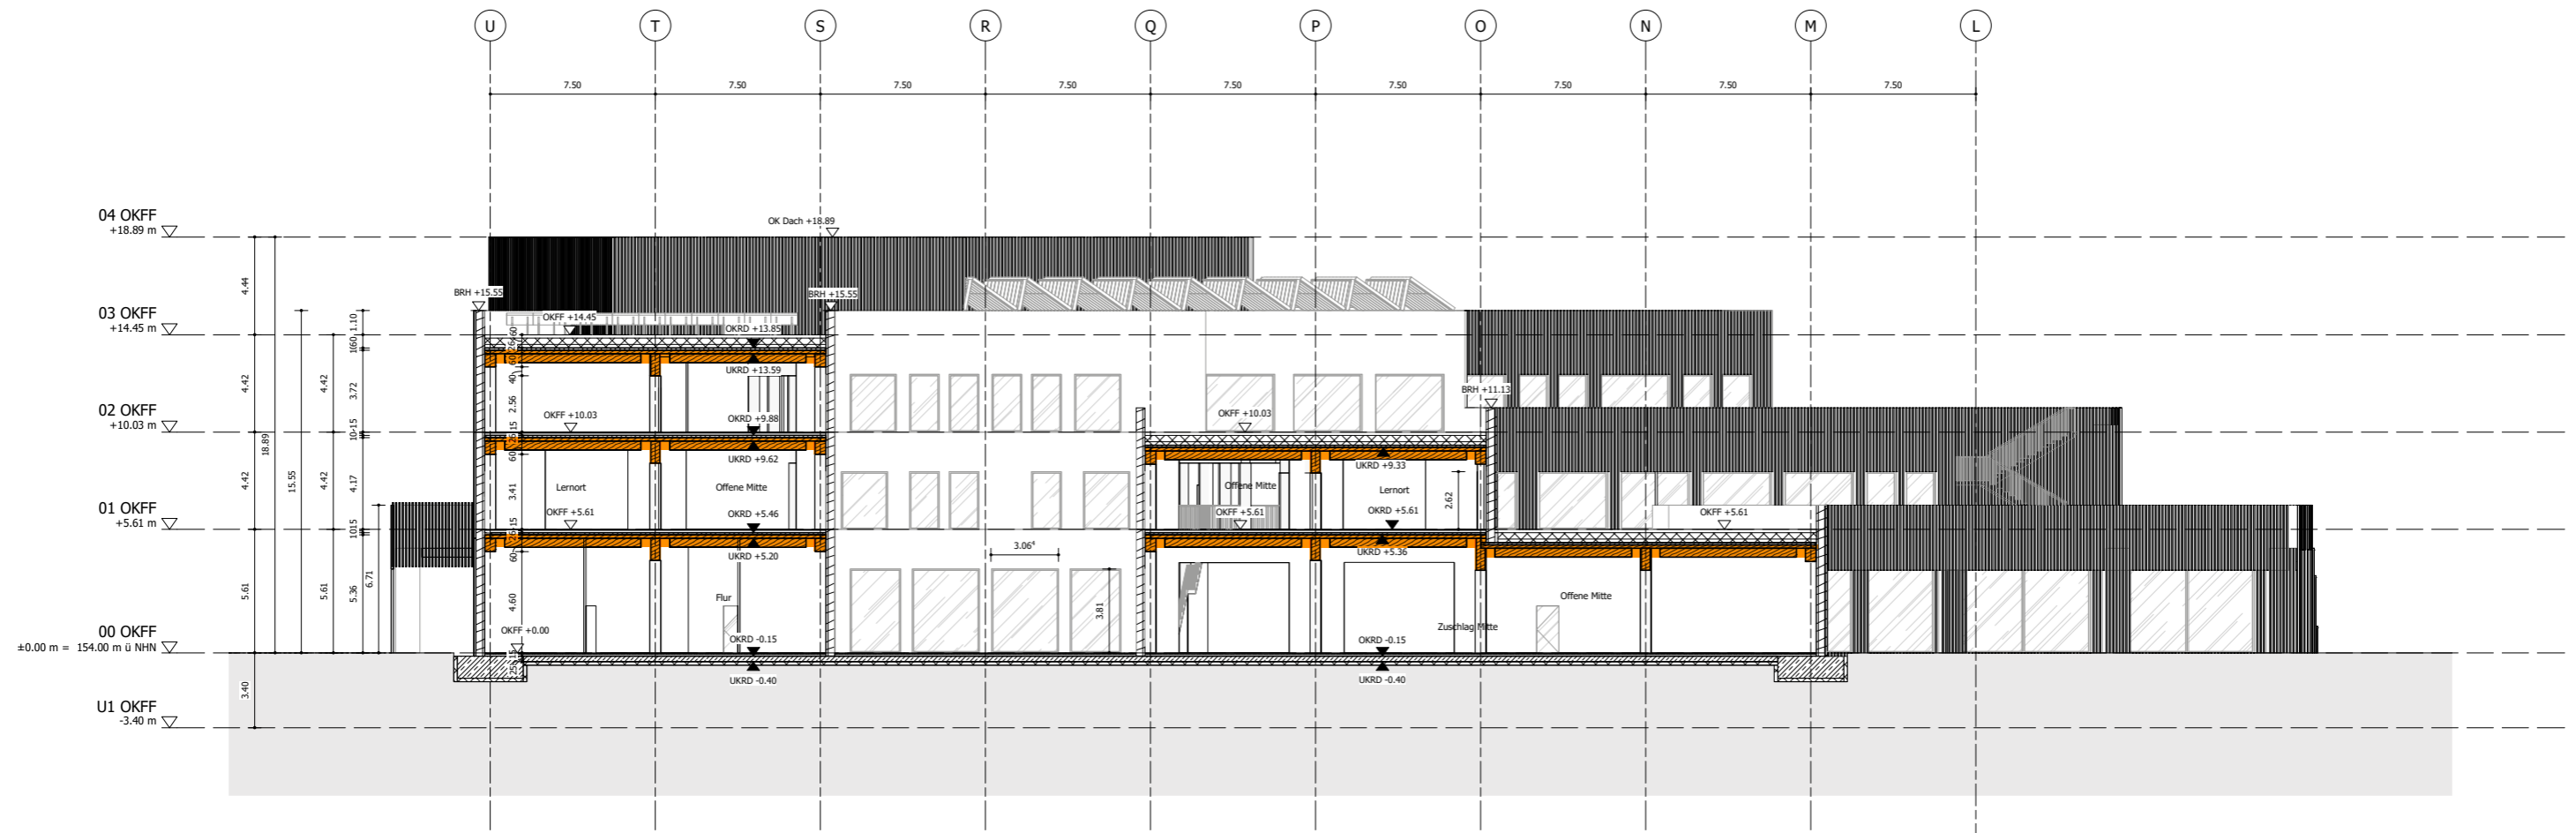 U T S R Q P O N M L
7.50 7.50 7.50 7.50 7.50 7.50 7.50 7.50 7.50
04 OKFF
+18.89 m
OK Dach +18.89
4.44
BRH +15.55
BRH +15.55
03 OKFF
+14.45 m
OKFF +14.45
OKRD +13.85
1.10
60
UKRD +13.59
40
BRH +11.13
4.42
4.42
3.72
2.56
02 OKFF
+10.03 m
OKFF +10.03
OKRD +9.88
OKFF +10.03
18.89
15.55
UKRD +9.62
UKRD +9.33
60
4.42
4.42
4.17
3.41
Lernort
Offene Mitte
Offene Mitte
Lernort
2.62
01 OKFF
+5.61 m
OKFF +5.61
OKRD +5.46
OKFF +5.61
OKRD +5.61
OKFF +5.61
UKRD +5.20
UKRD +5.36
60
3.06⁴
6.71
5.61
5.61
5.36
4.60
3.81
Flur
Offene Mitte
Zuschlag Mitte
00 OKFF
±0.00 m = 154.00 m ü NHN
OKFF +0.00
OKRD -0.15
OKRD -0.15
UKRD -0.40
UKRD -0.40
3.40
U1 OKFF
-3.40 m